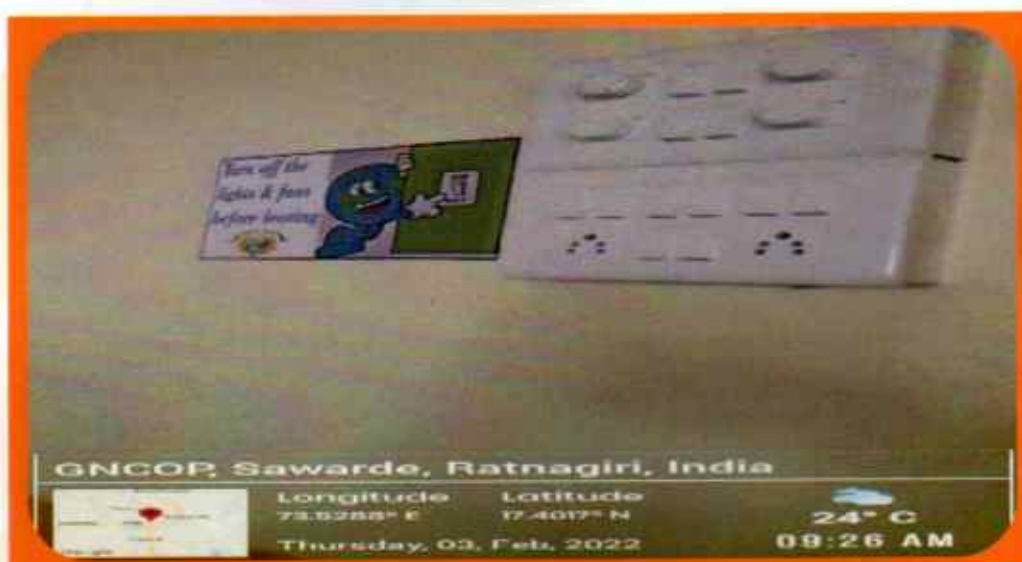 Turn off the
lights & fans
before leaving
GNCOP, Sawarde, Ratnagiri, India
Longitude
Latitude
73.5288° E
17.4017° N
Thursday, 03, Feb, 2022
24° C
09:26 AM